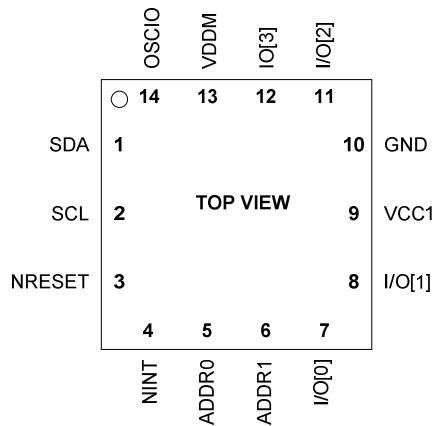 OSCIO
VDDM
IO[3]
I/O[2]
14 13 12 11
SDA 1 10 GND
SCL 2 TOP VIEW 9 VCC1
NRESET 3 8 I/O[1]
4 5 6 7
NINT
ADDR0
ADDR1
I/O[0]